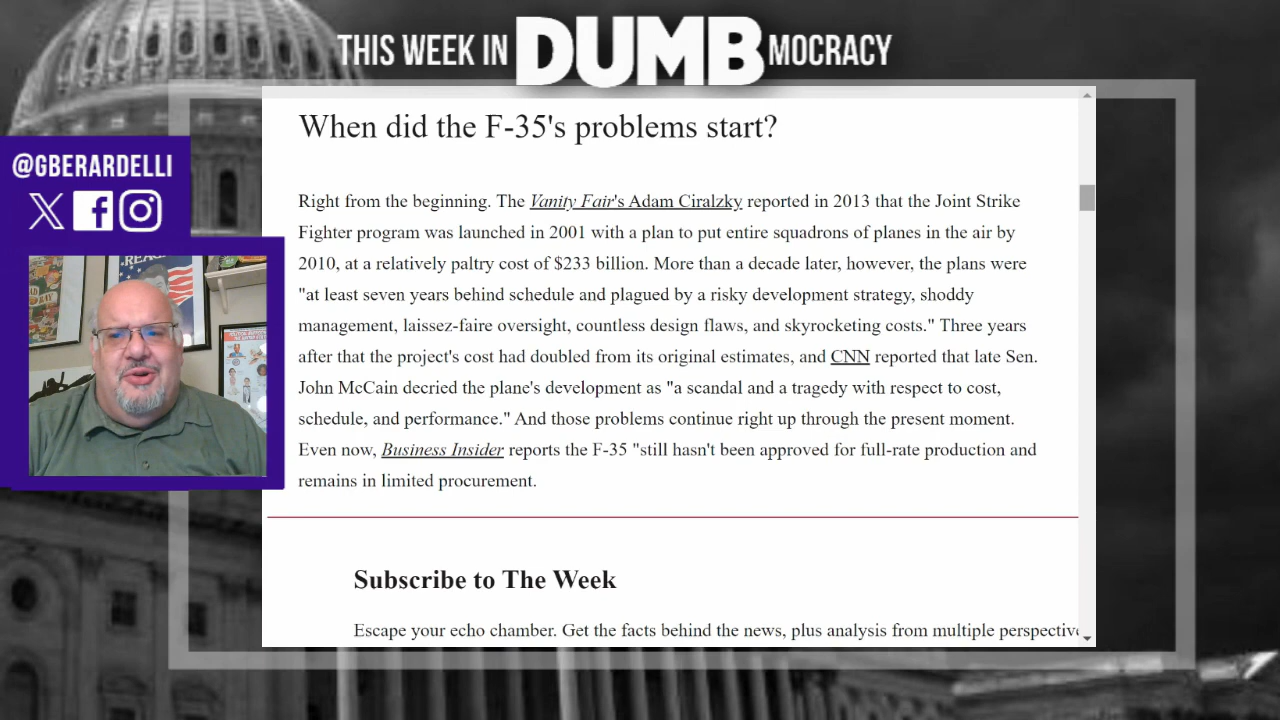 THIS WEEK IN DUMBMOCRACY
@GBERARDELLI
When did the F-35's problems start?
Right from the beginning. The Vanity Fair's Adam Ciralzky reported in 2013 that the Joint Strike
Fighter program was launched in 2001 with a plan to put entire squadrons of planes in the air by
2010, at a relatively paltry cost of $233 billion. More than a decade later, however, the plans were
"at least seven years behind schedule and plagued by a risky development strategy, shoddy
management, laissez-faire oversight, countless design flaws, and skyrocketing costs." Three years
after that the project's cost had doubled from its original estimates, and CNN reported that late Sen.
John McCain decried the plane's development as "a scandal and a tragedy with respect to cost,
schedule, and performance." And those problems continue right up through the present moment.
Even now, Business Insider reports the F-35 "still hasn't been approved for full-rate production and
remains in limited procurement.
Subscribe to The Week
Escape your echo chamber. Get the facts behind the news, plus analysis from multiple perspectiv